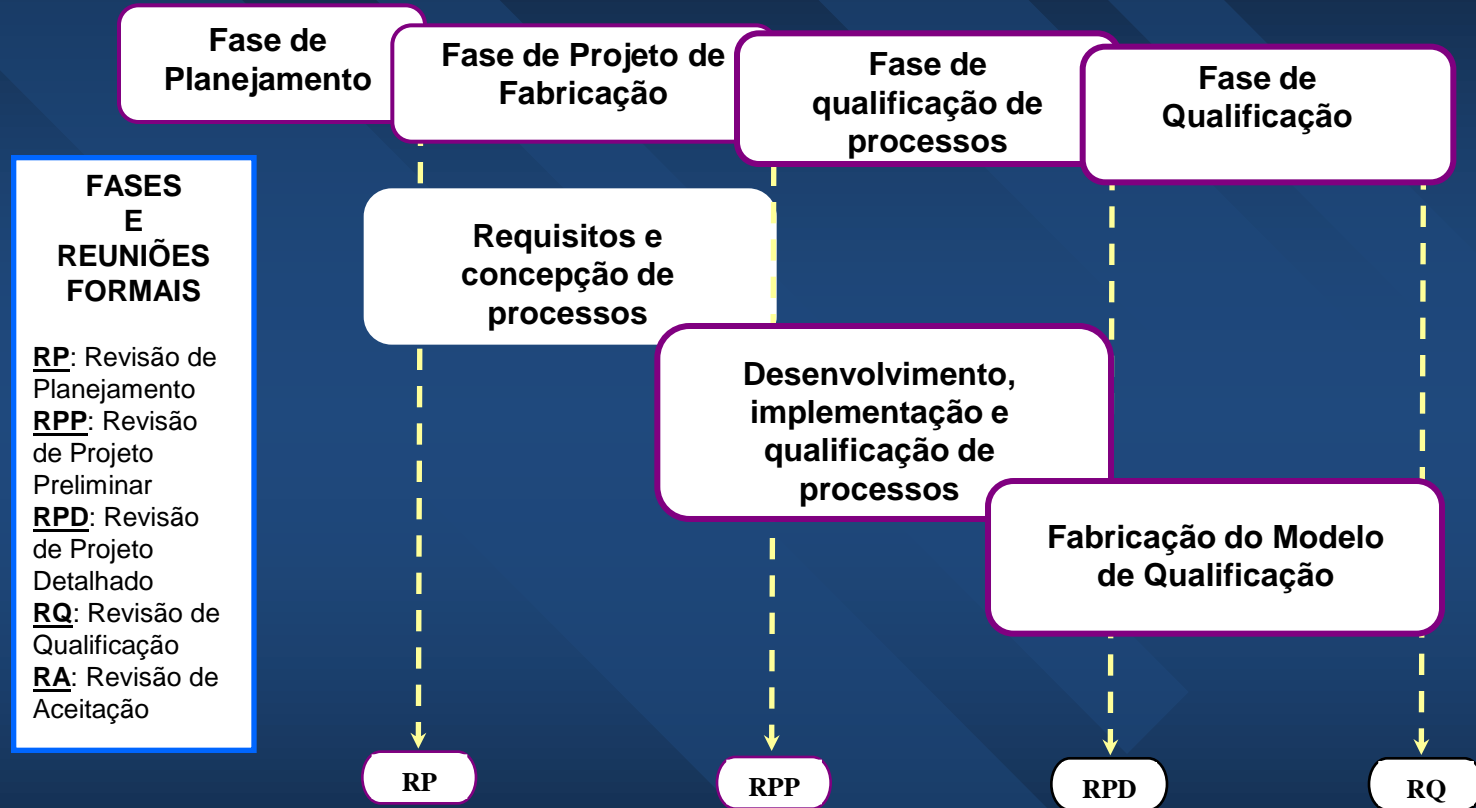 Fase de
Planejamento
Fase de Projeto de
Fabricação
Fase de
qualificação de
processos
Fase de
Qualificação
FASES
E
REUNIÕES
FORMAIS
RP: Revisão de
Planejamento
RPP: Revisão
de Projeto
Preliminar
RPD: Revisão
de Projeto
Detalhado
RQ: Revisão de
Qualificação
RA: Revisão de
Aceitação
Requisitos e
concepção de
processos
Desenvolvimento,
implementação e
qualificação de
processos
Fabricação do Modelo
de Qualificação
RP
RPP
RPD
RQ